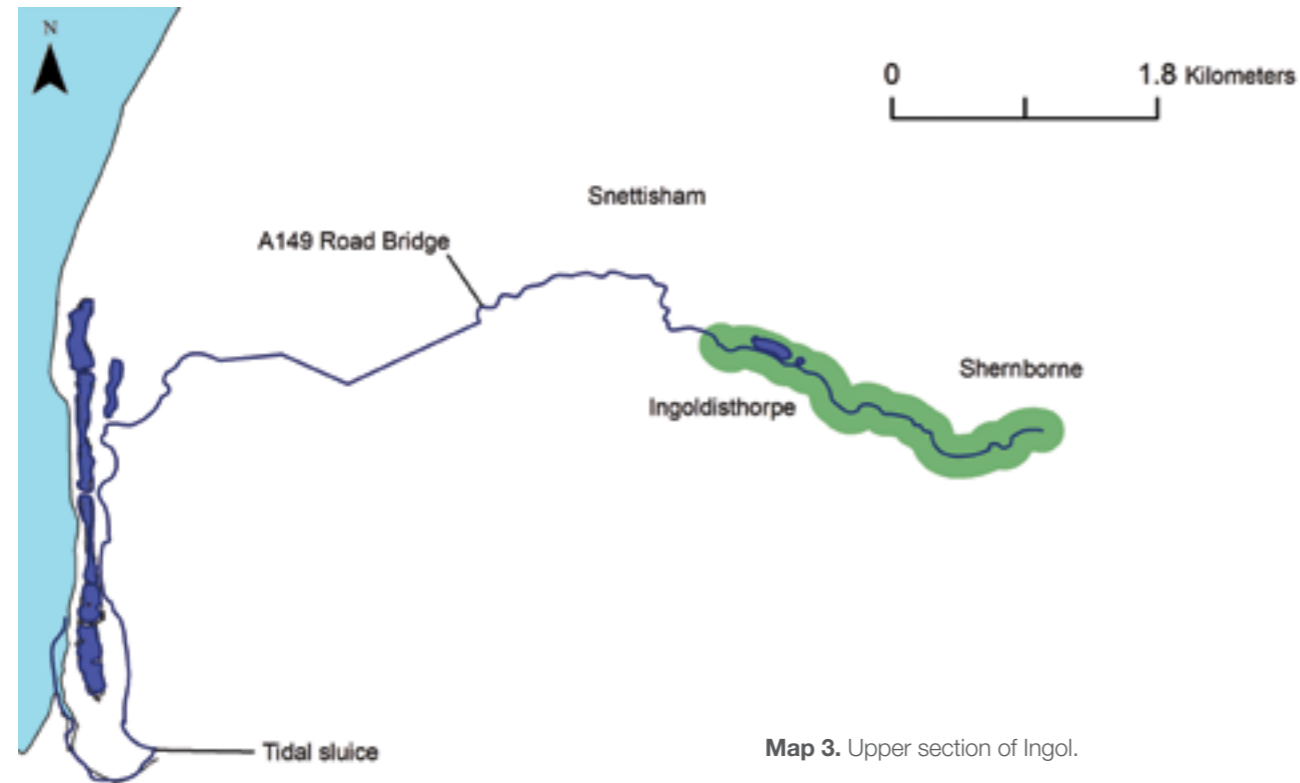 N
0 1.8 Kilometers
Snettisham
A149 Road Bridge
Shernborne
Ingoldisthorpe
Tidal sluice
Map 3. Upper section of Ingol.